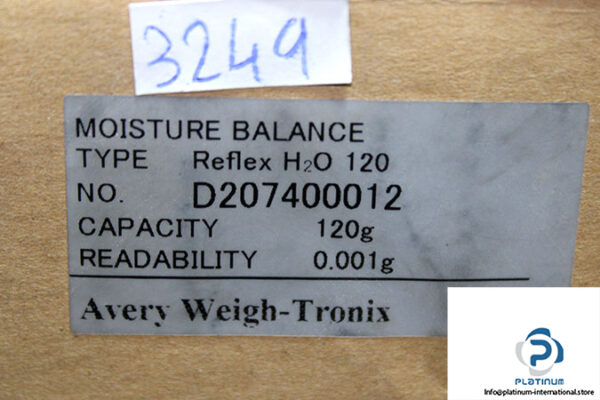 3249
MOISTURE BALANCE
TYPE Reflex H₂O 120
NO. D207400012
CAPACITY 120g
READABILITY 0.001g
Avery Weigh-Tronix
P
PLATINUM
Info@platinum-international.store